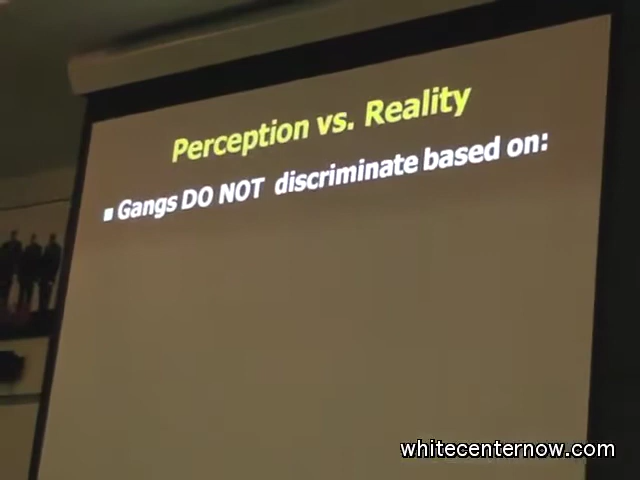 Perception vs. Reality
■ Gangs DO NOT discriminate based on:
whitecenternow.com